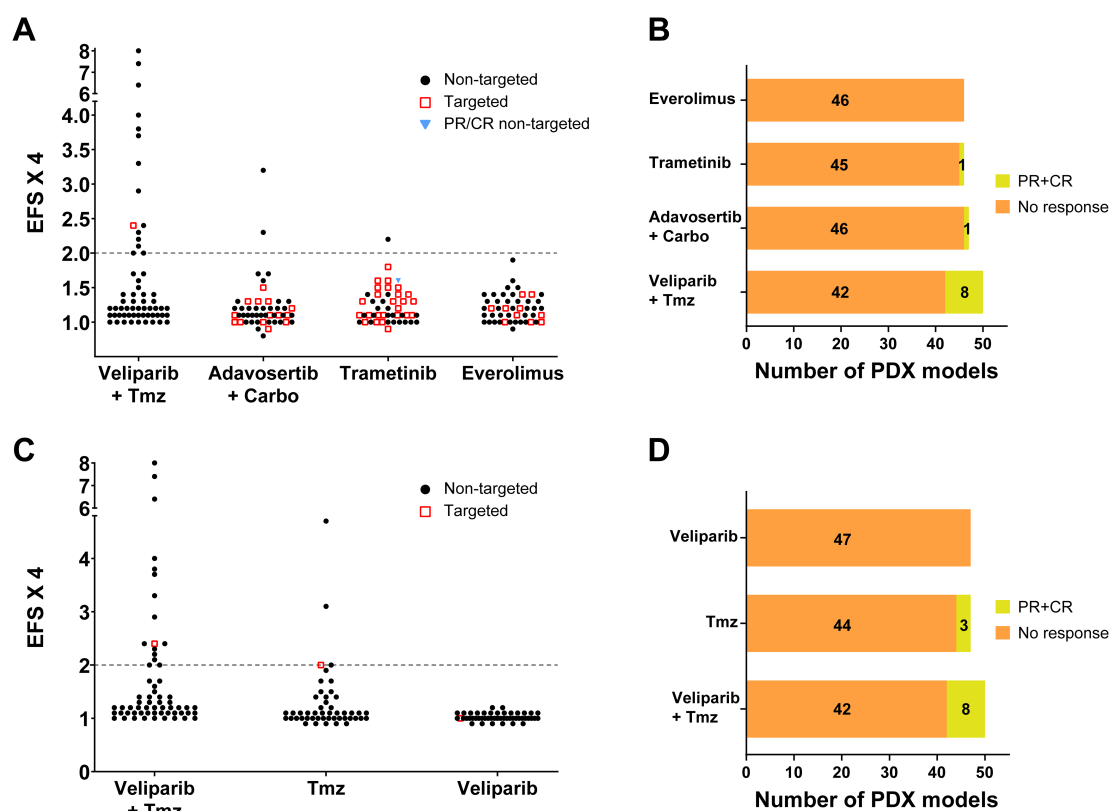 A
EFS X 4
8
7
6
4.0
3.5
3.0
2.5
2.0
1.5
1.0
Non-targeted
Targeted
PR/CR non-targeted
Veliparib
+ Tmz
Adavosertib
+ Carbo
Trametinib
Everolimus
B
Everolimus
46
Trametinib
45
1
Adavosertib
+ Carbo
46
1
Veliparib
+ Tmz
42
8
PR+CR
No response
0
10
20
30
40
50
Number of PDX models
C
EFS X 4
8
7
6
4
3
2
1
0
Non-targeted
Targeted
Veliparib
+ Tmz
Tmz
Veliparib
D
Veliparib
47
Tmz
44
3
Veliparib
+ Tmz
42
8
PR+CR
No response
0
10
20
30
40
50
Number of PDX models